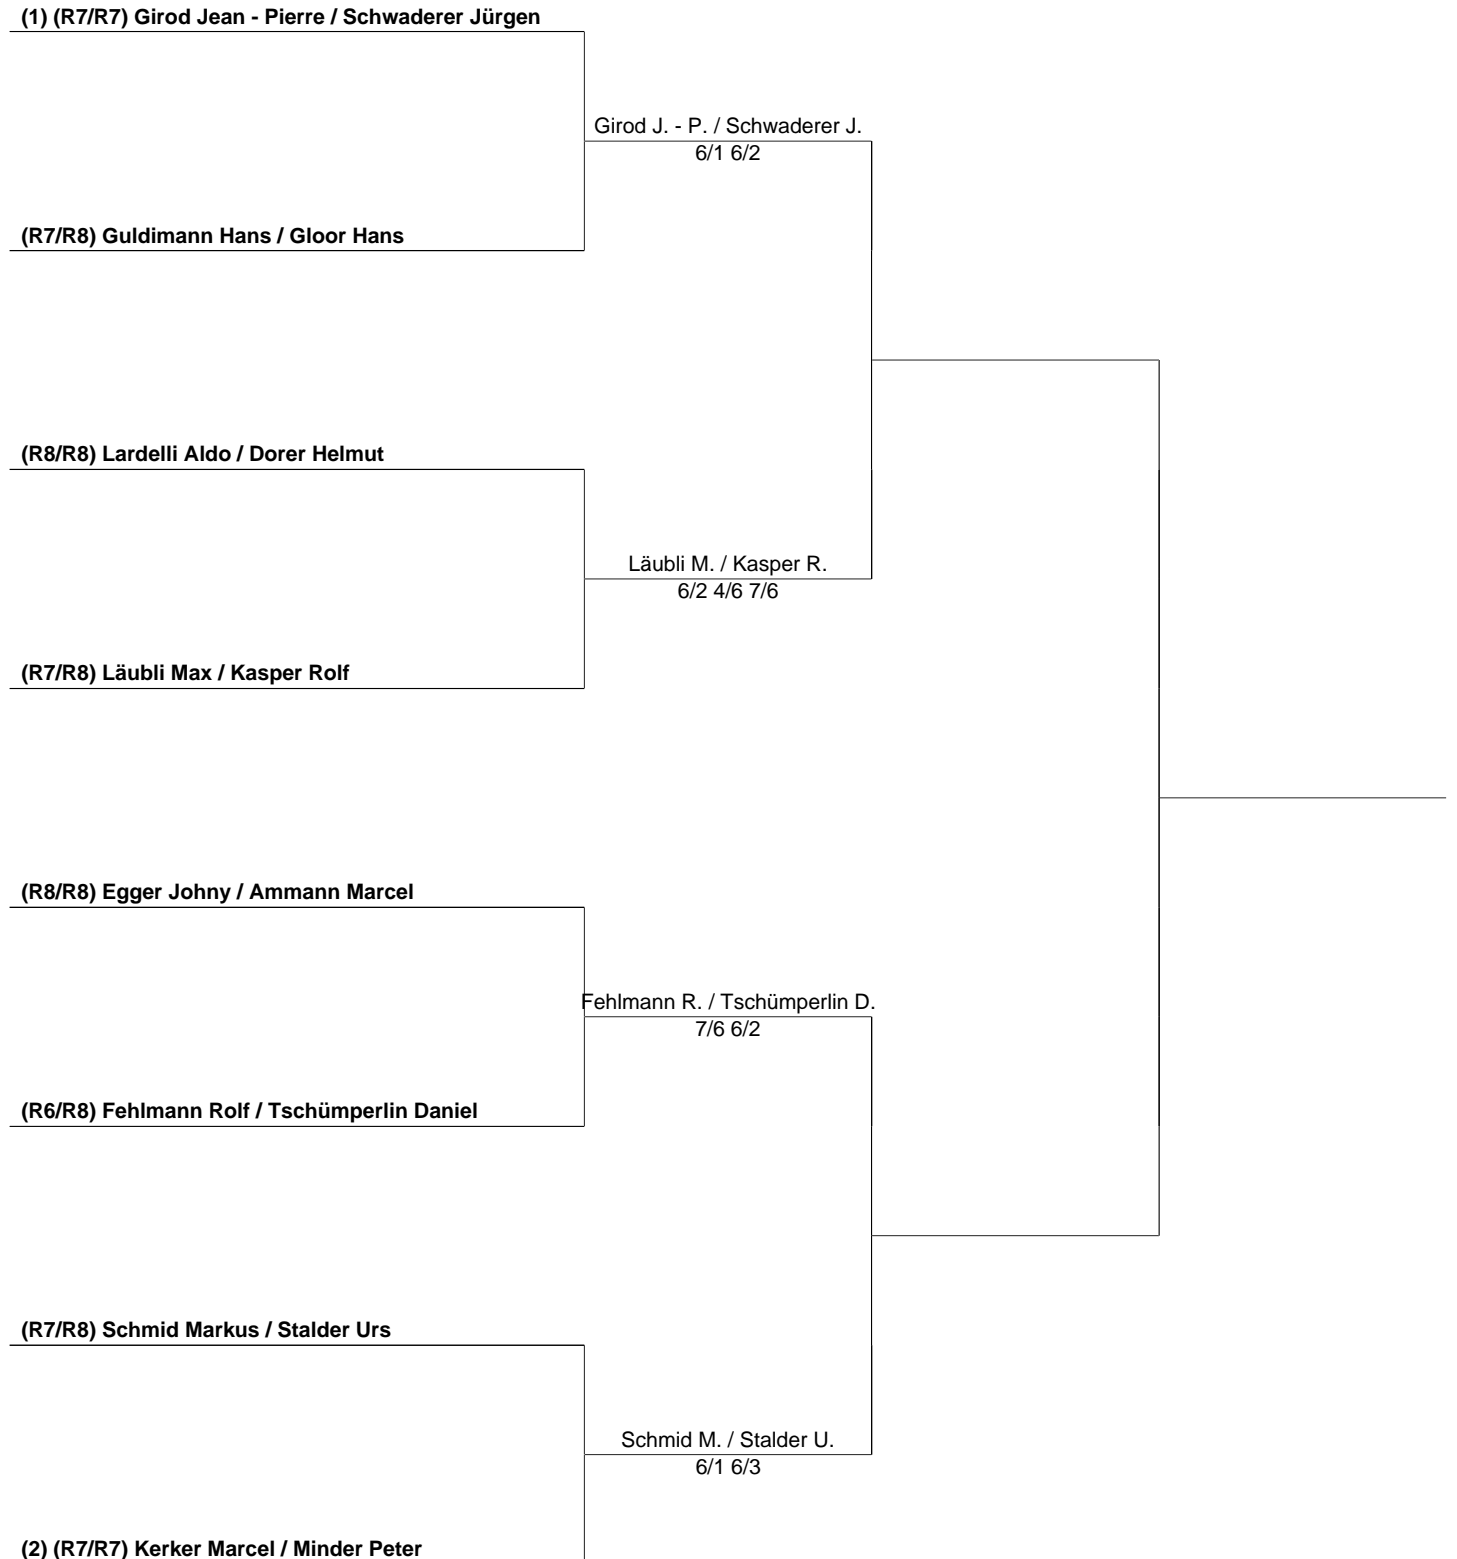 (1) (R7/R7) Girod Jean - Pierre / Schwaderer Jürgen
Girod J. - P. / Schwaderer J.
6/1 6/2
(R7/R8) Guldimann Hans / Gloor Hans
(R8/R8) Lardelli Aldo / Dorer Helmut
Läubli M. / Kasper R.
6/2 4/6 7/6
(R7/R8) Läubli Max / Kasper Rolf
(R8/R8) Egger Johny / Ammann Marcel
Fehlmann R. / Tschümperlin D.
7/6 6/2
(R6/R8) Fehlmann Rolf / Tschümperlin Daniel
(R7/R8) Schmid Markus / Stalder Urs
Schmid M. / Stalder U.
6/1 6/3
(2) (R7/R7) Kerker Marcel / Minder Peter